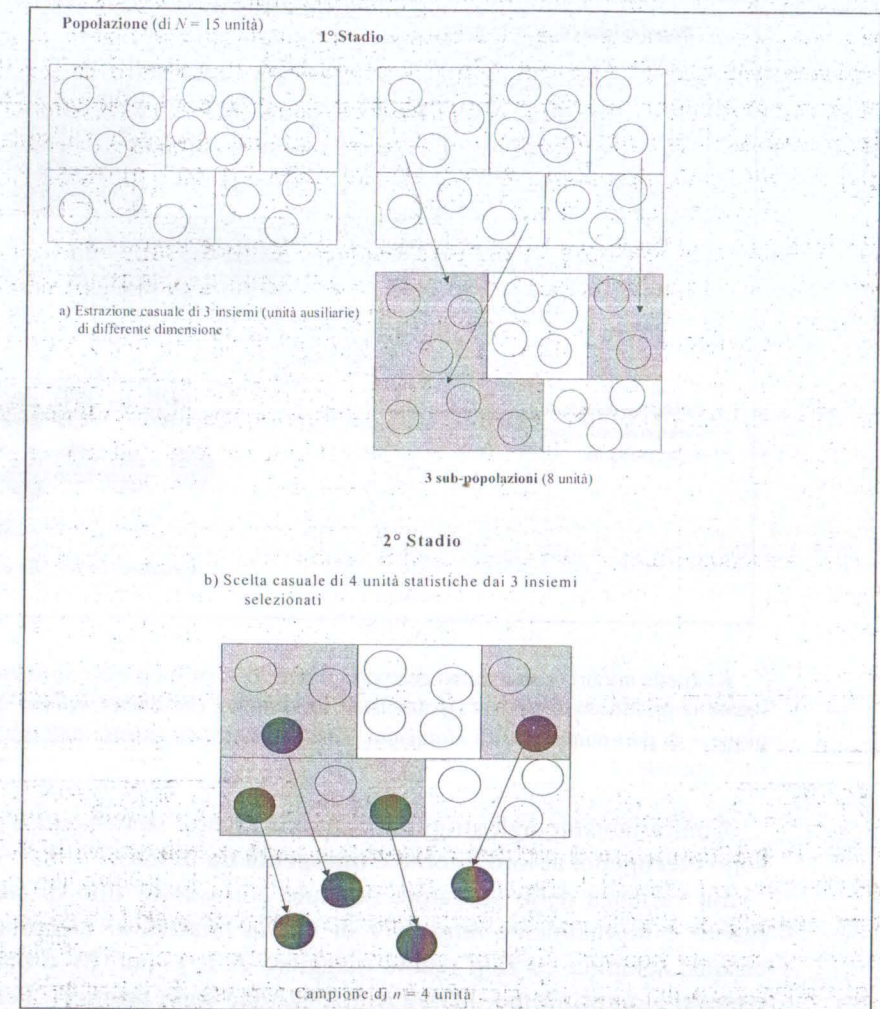 Popolazione (di N = 15 unità)
1° Stadio
a) Estrazione casuale di 3 insiemi (unità ausiliarie)
di differente dimensione
3 sub-popolazioni (8 unità)
2° Stadio
b) Scelta casuale di 4 unità statistiche dai 3 insiemi
selezionati
Campione di n = 4 unità